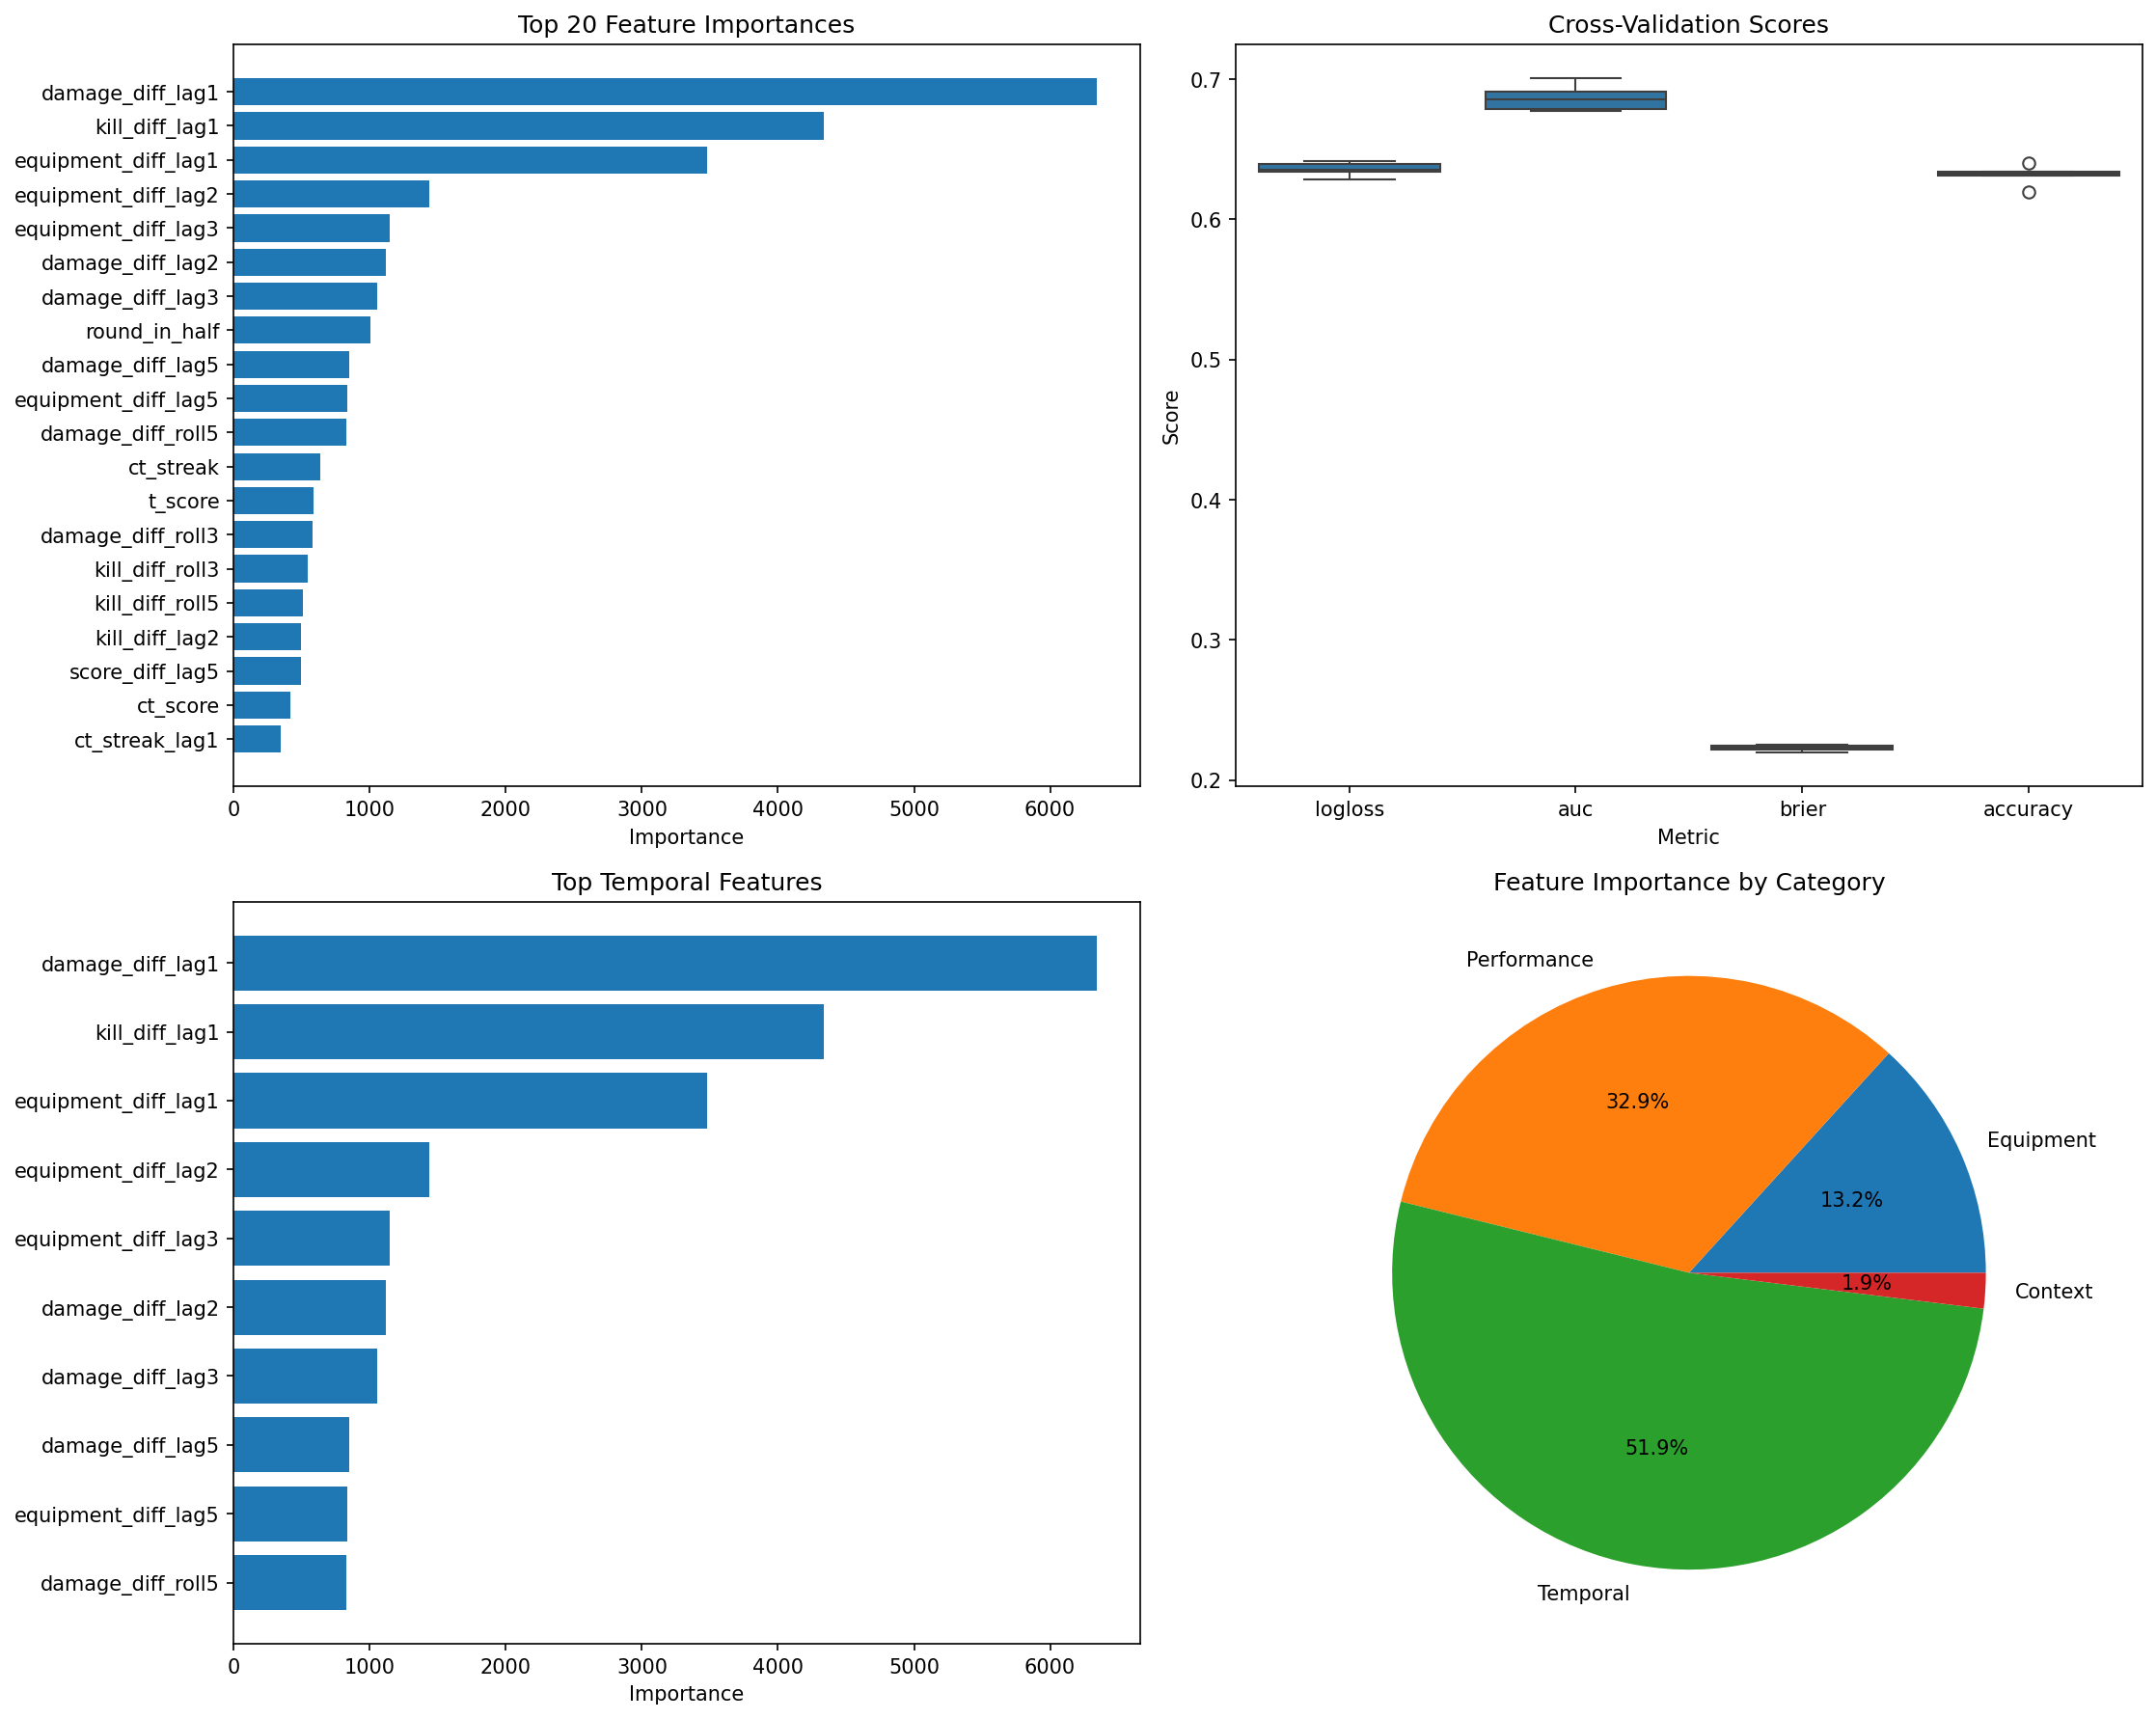 Top 20 Feature Importances
damage_diff_lag1
kill_diff_lag1
equipment_diff_lag1
equipment_diff_lag2
equipment_diff_lag3
damage_diff_lag2
damage_diff_lag3
round_in_half
damage_diff_lag5
equipment_diff_lag5
damage_diff_roll5
ct_streak
t_score
damage_diff_roll3
kill_diff_roll3
kill_diff_roll5
kill_diff_lag2
score_diff_lag5
ct_score
ct_streak_lag1
0 1000 2000 3000 4000 5000 6000
Importance
Cross-Validation Scores
Score
0.7
0.6
0.5
0.4
0.3
0.2
logloss auc brier accuracy
Metric
Top Temporal Features
damage_diff_lag1
kill_diff_lag1
equipment_diff_lag1
equipment_diff_lag2
equipment_diff_lag3
damage_diff_lag2
damage_diff_lag3
damage_diff_lag5
equipment_diff_lag5
damage_diff_roll5
0 1000 2000 3000 4000 5000 6000
Importance
Feature Importance by Category
Performance
32.9%
Equipment
13.2%
1.9%
Context
51.9%
Temporal